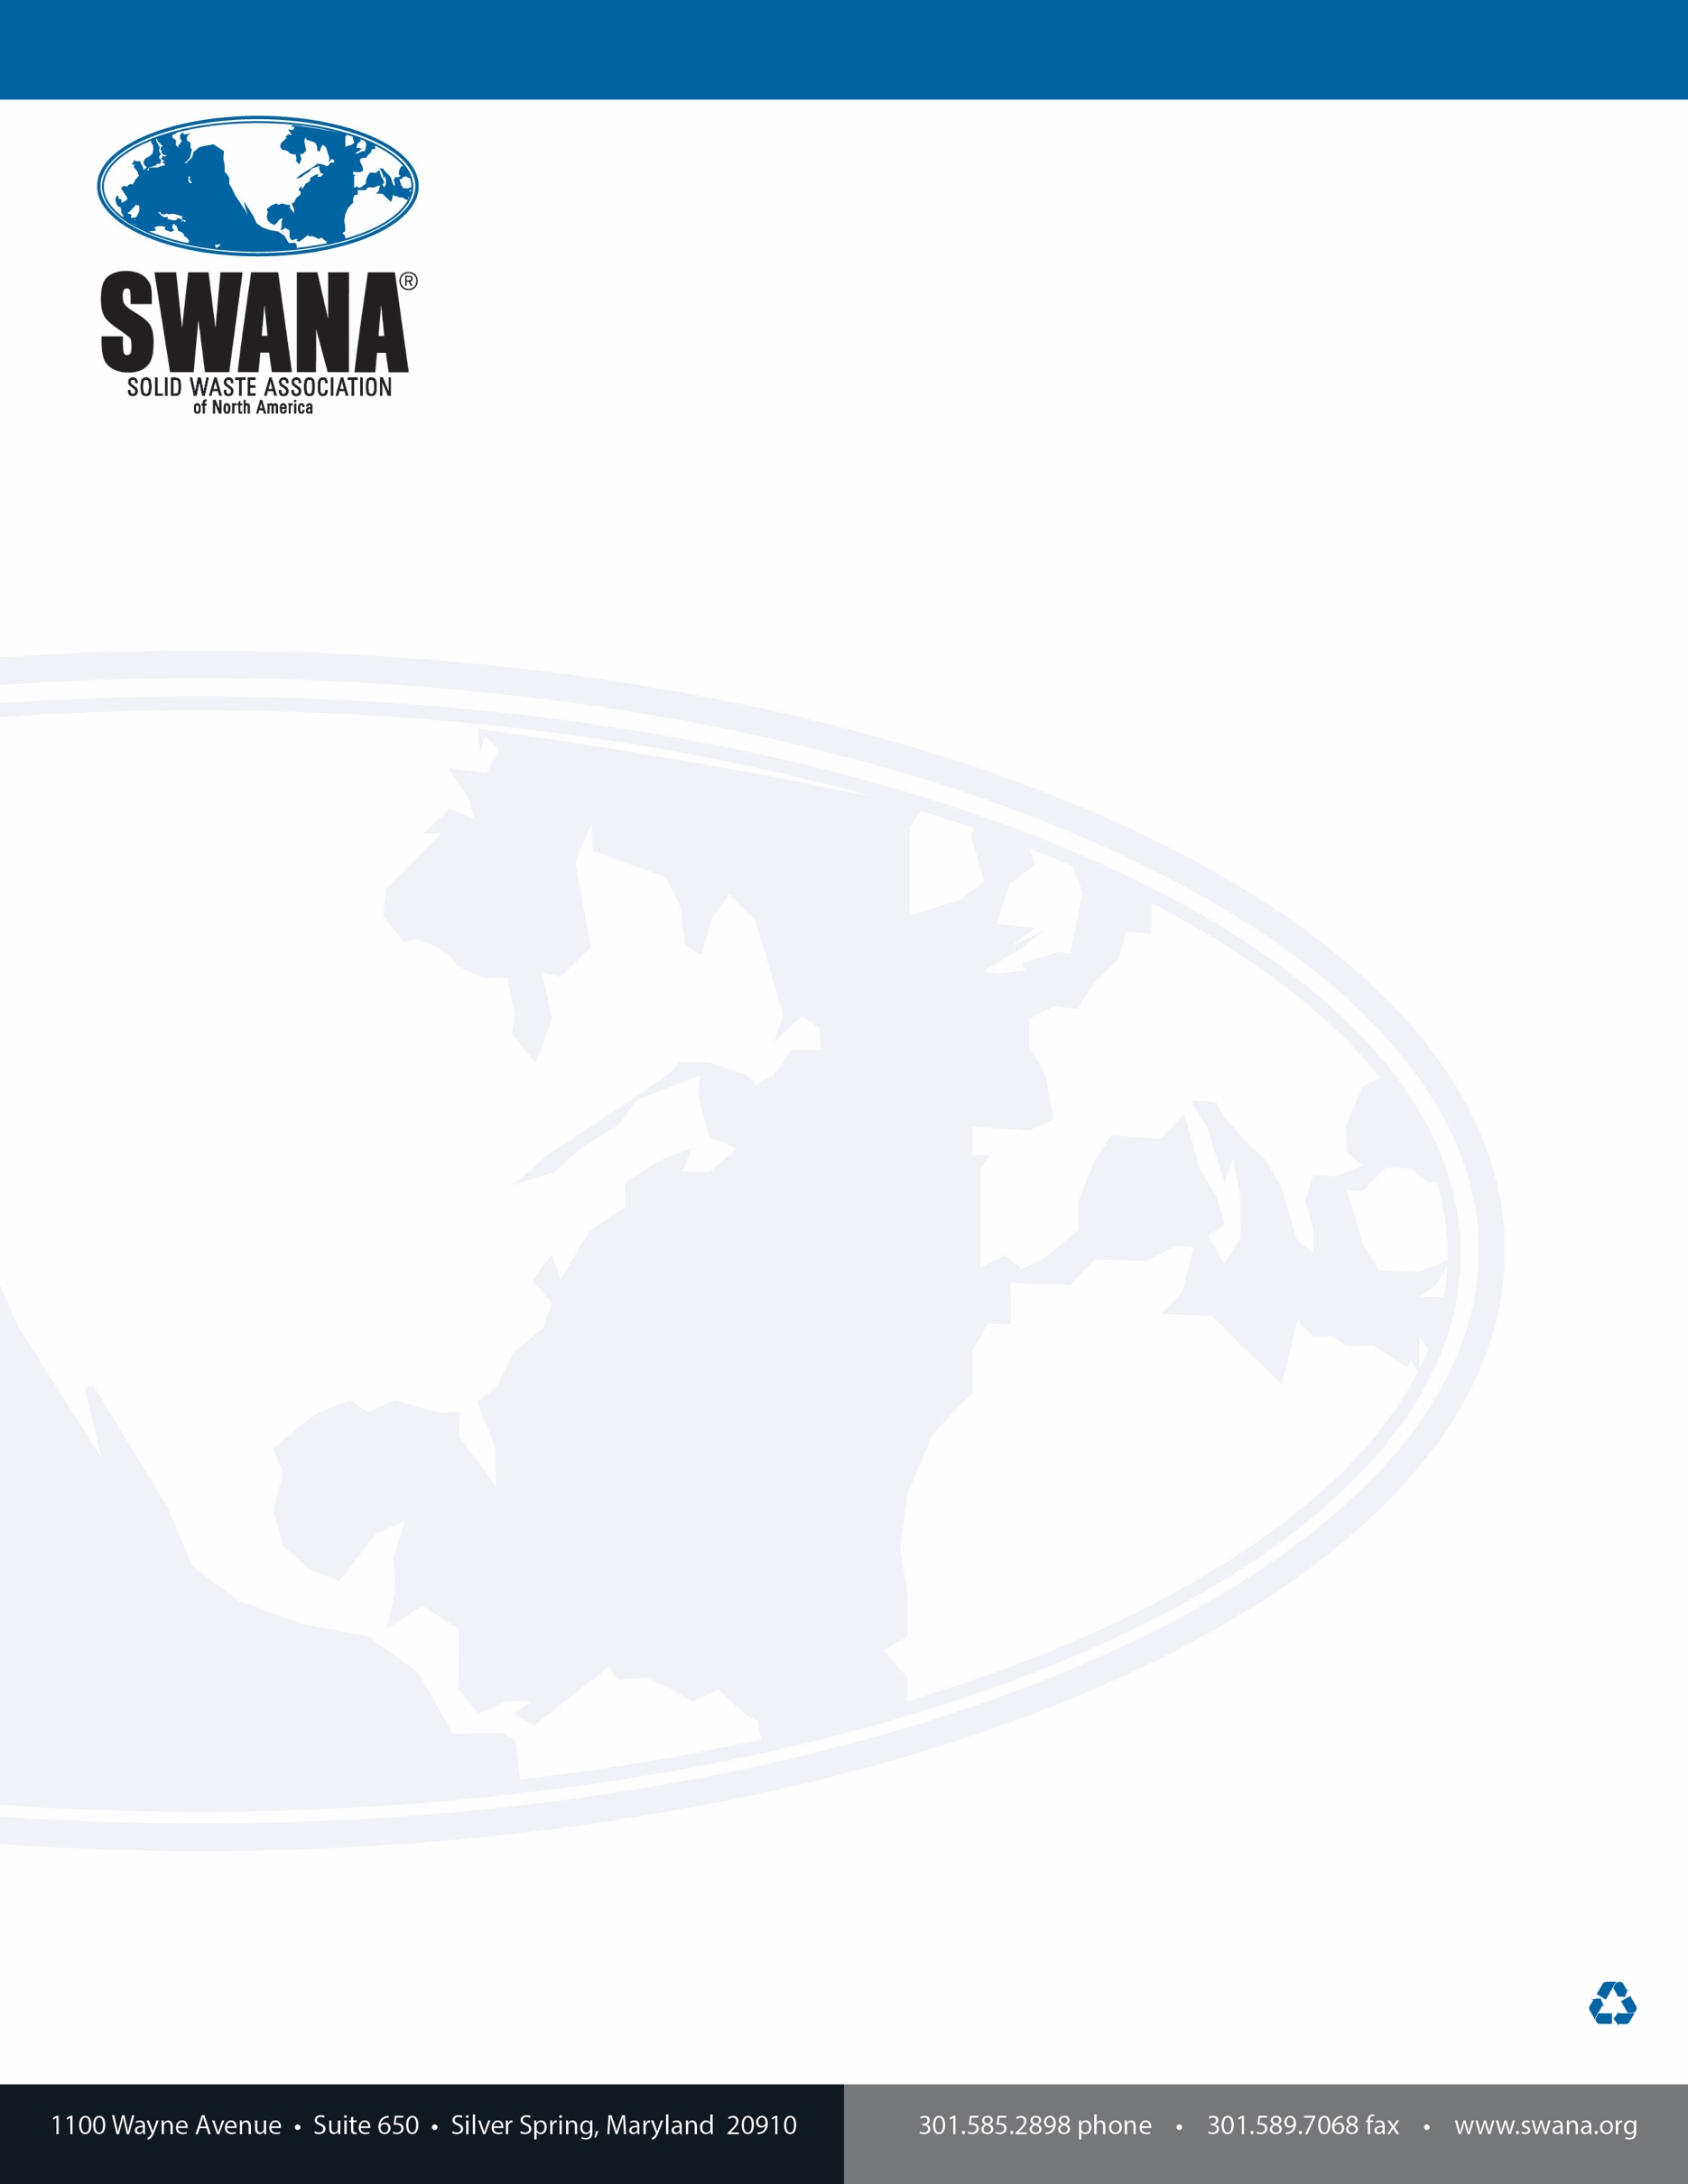 SWANA®
SOLID WASTE ASSOCIATION
of North America
1100 Wayne Avenue • Suite 650 • Silver Spring, Maryland 20910
301.585.2898 phone • 301.589.7068 fax • www.swana.org